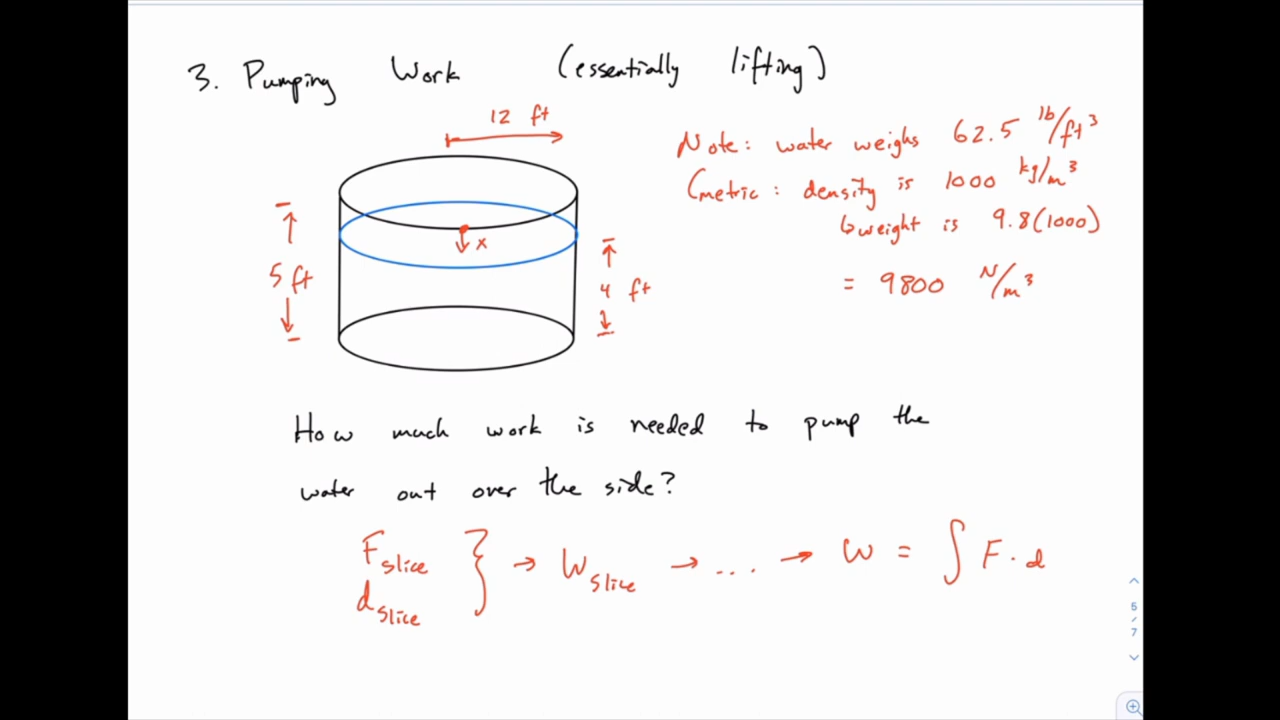 3. Pumping Work (essentially lifting)
12 ft
Note: water weighs 62.5 lb/ft³
(metric: density is 1000 kg/m³
↳weight is 9.8(1000)
= 9800 N/m³
5 ft
x
4 ft
How much work is needed to pump the
water out over the side?
F slice
d slice
} → W slice → .... → W = ∫ F · d
5
/
7